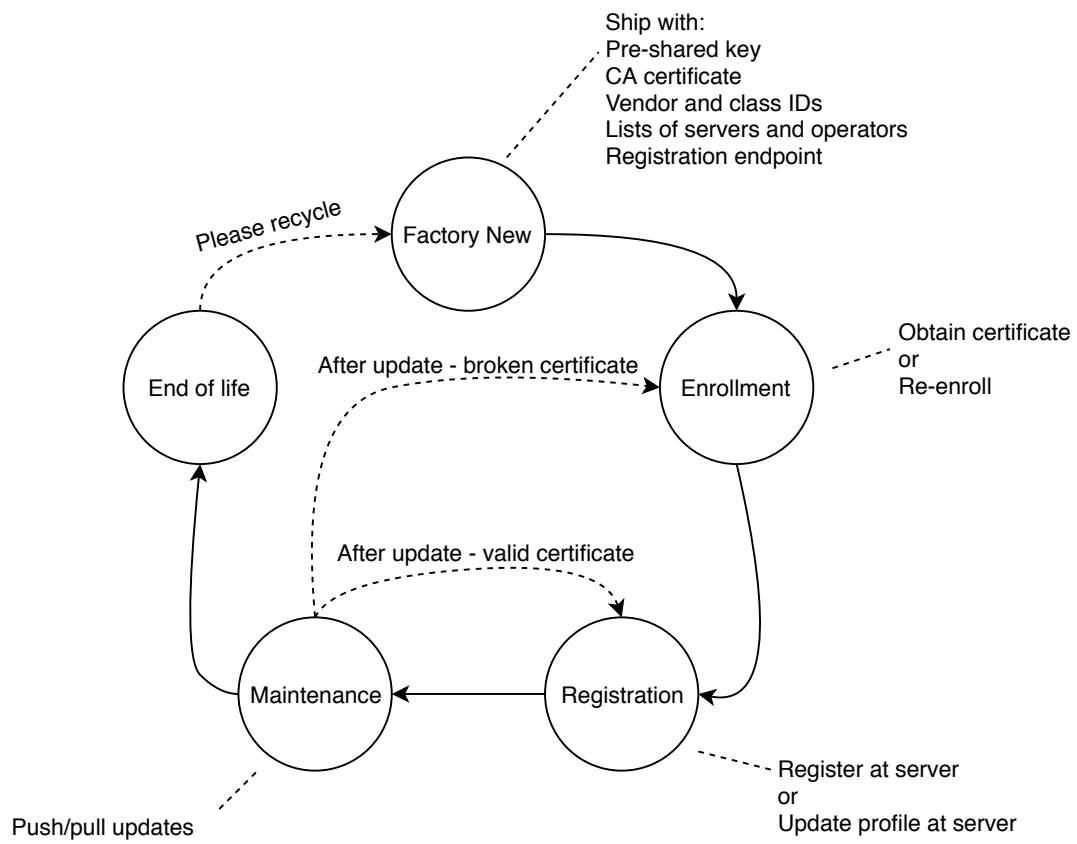 Ship with:
Pre-shared key
CA certificate
Vendor and class IDs
Lists of servers and operators
Registration endpoint
Please recycle
Factory New
End of life
After update - broken certificate
Enrollment
Obtain certificate
or
Re-enroll
After update - valid certificate
Maintenance
Registration
Register at server
or
Update profile at server
Push/pull updates